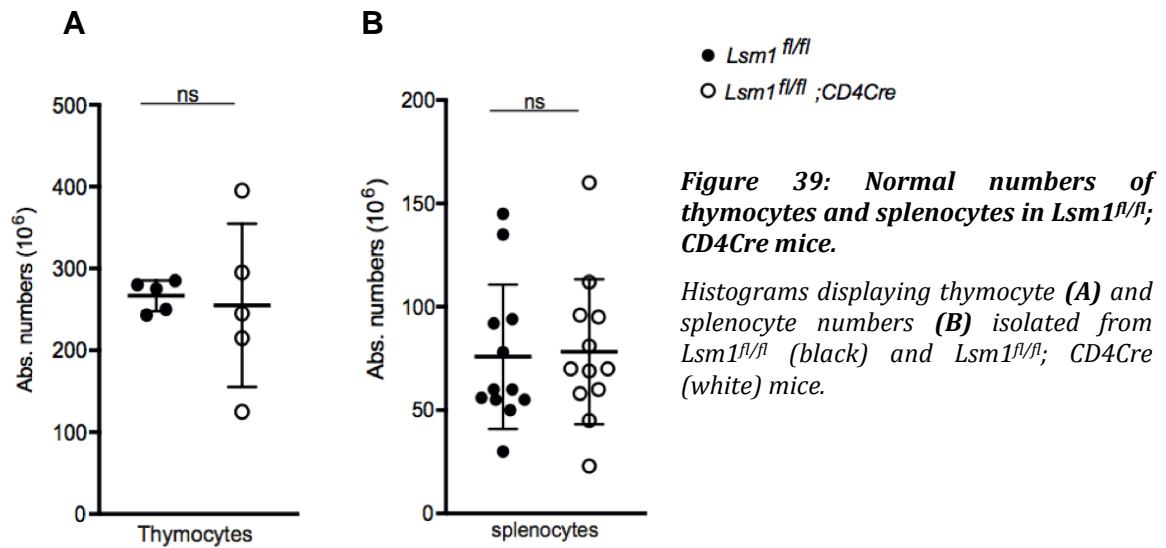 A
Abs. numbers (10⁶)
500
400
300
200
100
0
ns
Thymocytes
B
Abs. numbers (10⁶)
200
150
100
50
0
ns
splenocytes
Lsm1 fl/fl
Lsm1 fl/fl ;CD4Cre
Figure 39: Normal numbers of
thymocytes and splenocytes in Lsm1fl/fl;
CD4Cre mice.
Histograms displaying thymocyte (A) and
splenocyte numbers (B) isolated from
Lsm1fl/fl (black) and Lsm1fl/fl; CD4Cre
(white) mice.